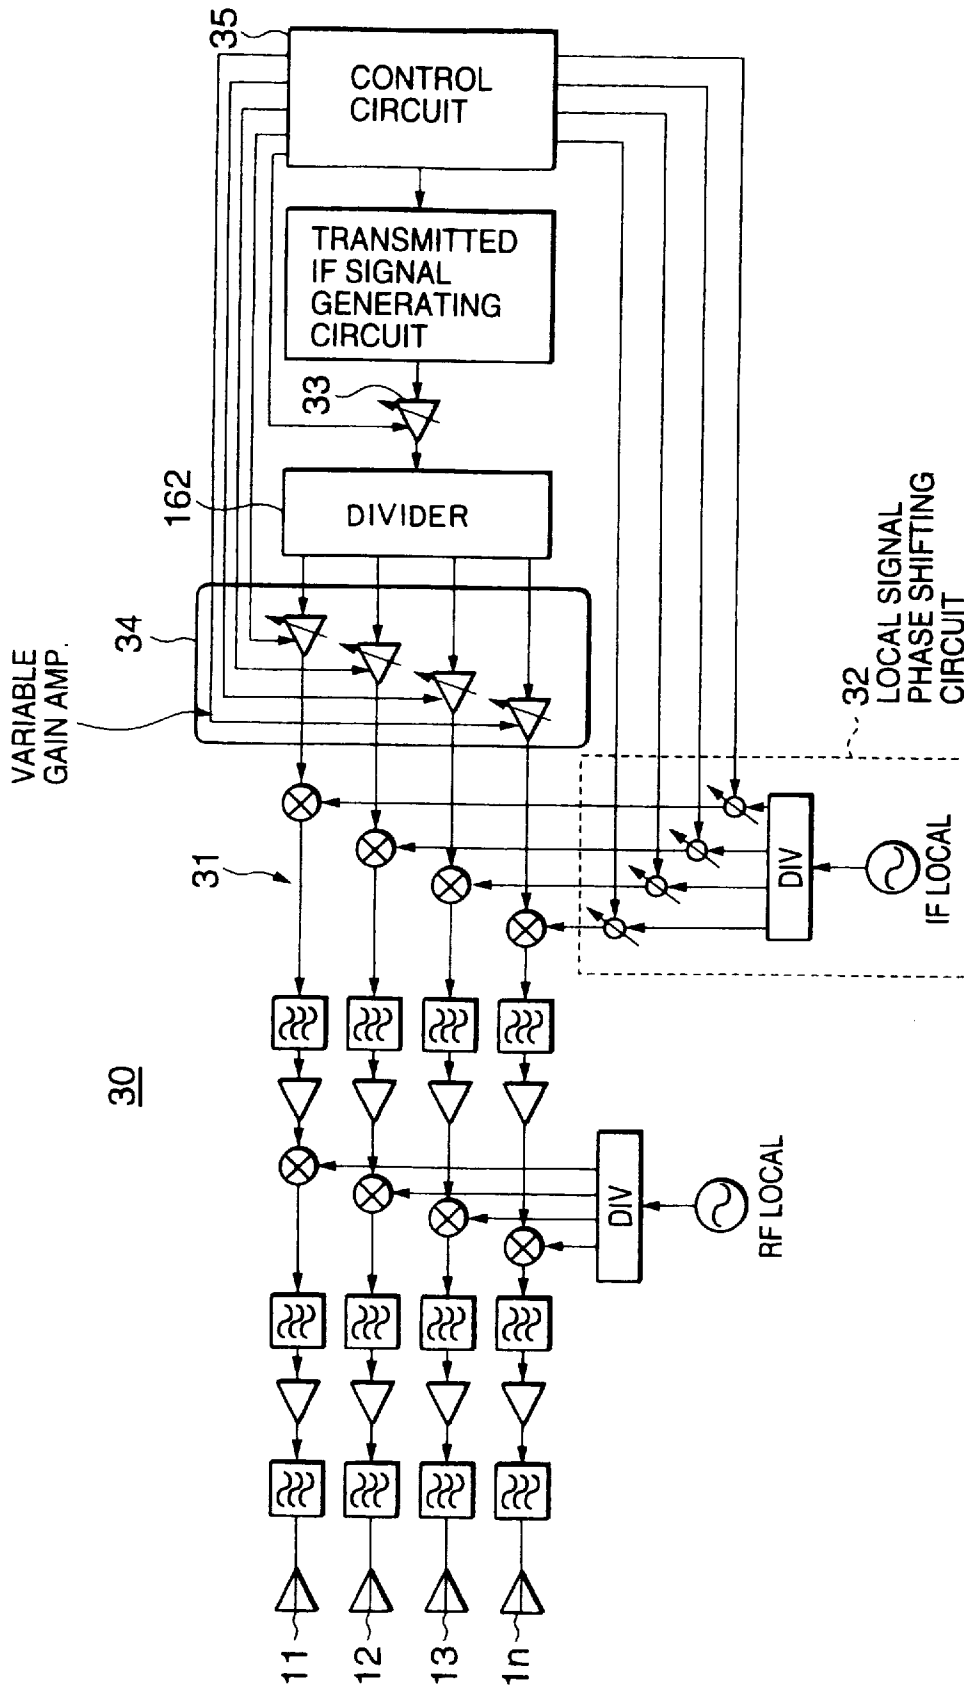 35
CONTROL
CIRCUIT
TRANSMITTED
IF SIGNAL
GENERATING
CIRCUIT
33
162
DIVIDER
34
VARIABLE
GAIN AMP.
32
LOCAL SIGNAL
PHASE SHIFTING
CIRCUIT
31
DIV
IF LOCAL
30
DIV
RF LOCAL
11
12
13
1n